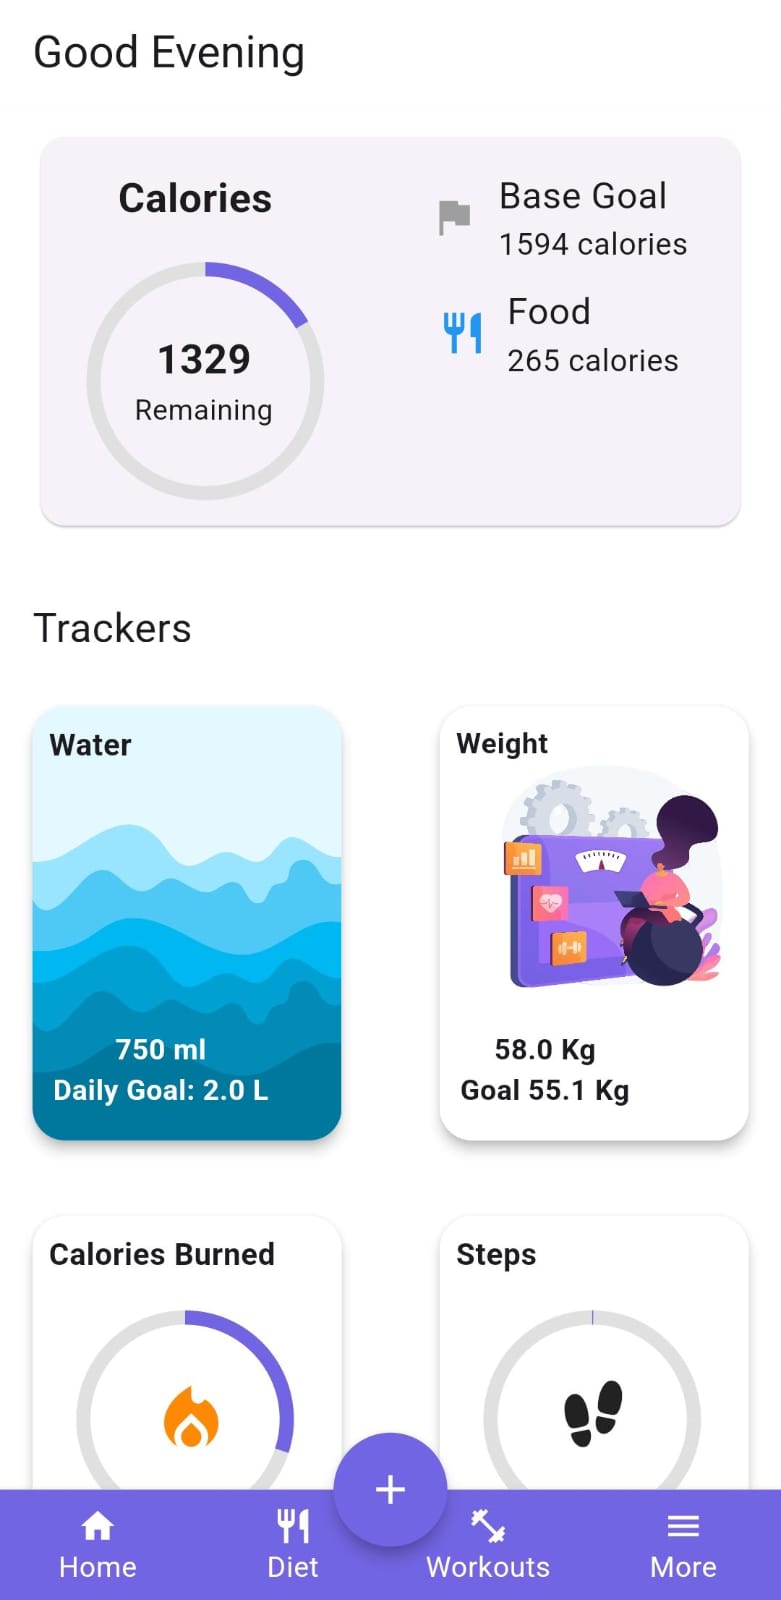 Good Evening
Calories
1329
Remaining
Base Goal
1594 calories
Food
265 calories
Trackers
Water
750 ml
Daily Goal: 2.0 L
Weight
58.0 Kg
Goal 55.1 Kg
Calories Burned
Steps
+
Home
Diet
Workouts
More